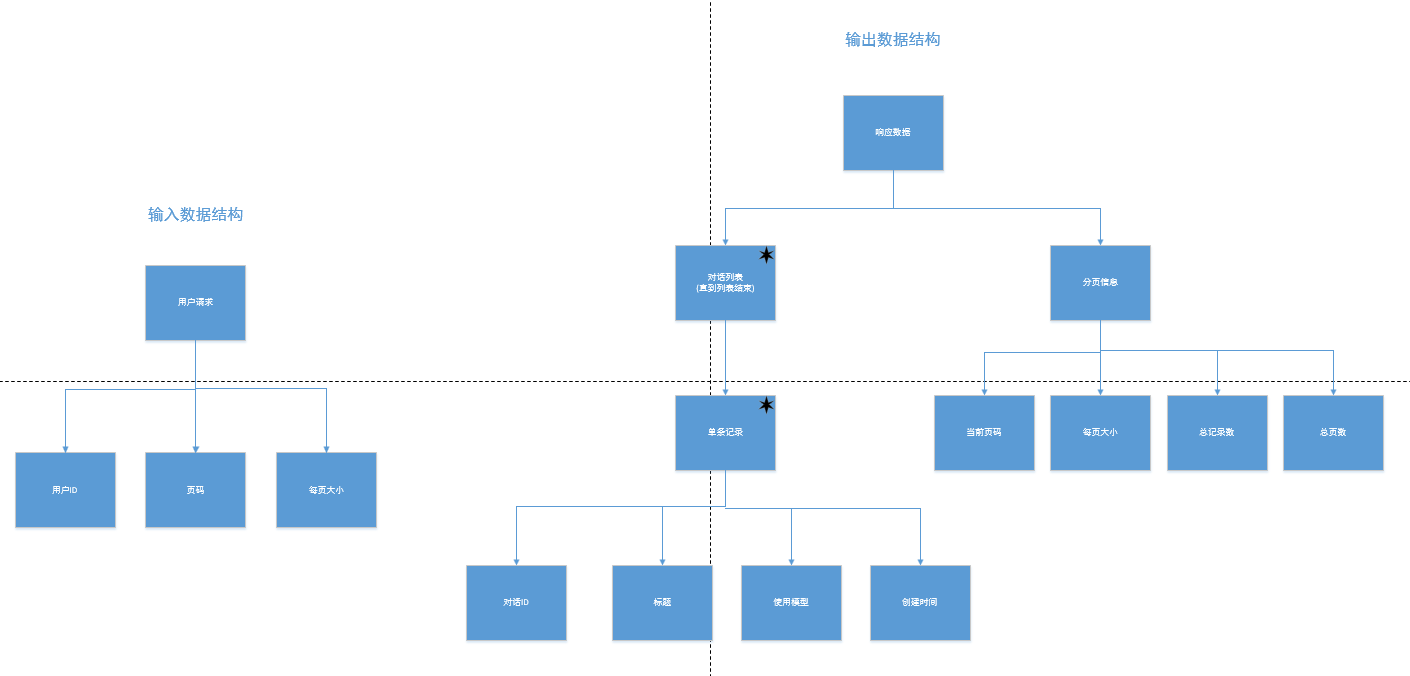 输出数据结构
响应数据
输入数据结构
用户请求
对话列表
(直到列表结束)
分页信息
单条记录
当前页码
每页大小
总记录数
总页数
用户ID
页码
每页大小
对话ID
标题
使用模型
创建时间